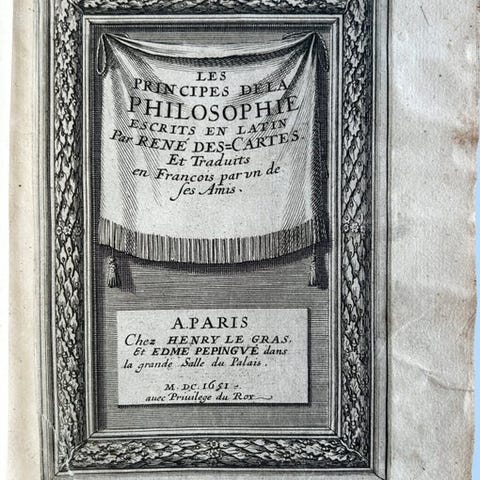 LES
PRINCIPES DE LA
PHILOSOPHIE
ESCRITS EN LATIN
Par RENÉ DES=CARTES.
Et Traduits
en François par vn de
ses Amis.
A. PARIS
Chez HENRY LE GRAS,
et EDME PEPINGVÉ dans
la grande Salle du Palais.
M. DC. 1651.
avec Privilege du Roy